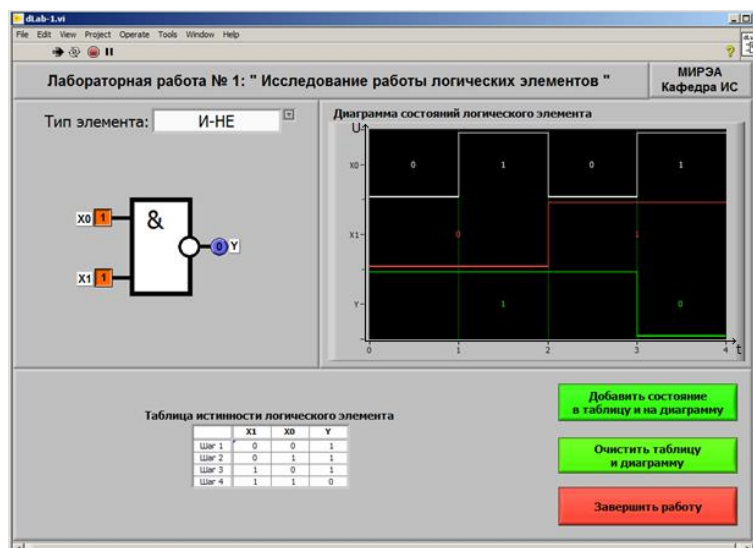 dLab-1.vi
File Edit View Project Operate Tools Window Help
Лабораторная работа № 1: " Исследование работы логических элементов "
МИРЭА
Кафедра ИС
Тип элемента: И-НЕ
X0 1
&
0 Y
X1 1
Диаграмма состояний логического элемента
U
X0
0 1 0 1
X1
0 1
Y
1 0
0 1 2 3 4 t
Таблица истинности логического элемента
X1 X0 Y
Шаг 1 0 0 1
Шаг 2 0 1 1
Шаг 3 1 0 1
Шаг 4 1 1 0
Добавить состояние
в таблицу и на диаграмму
Очистить таблицу
и диаграмму
Завершить работу